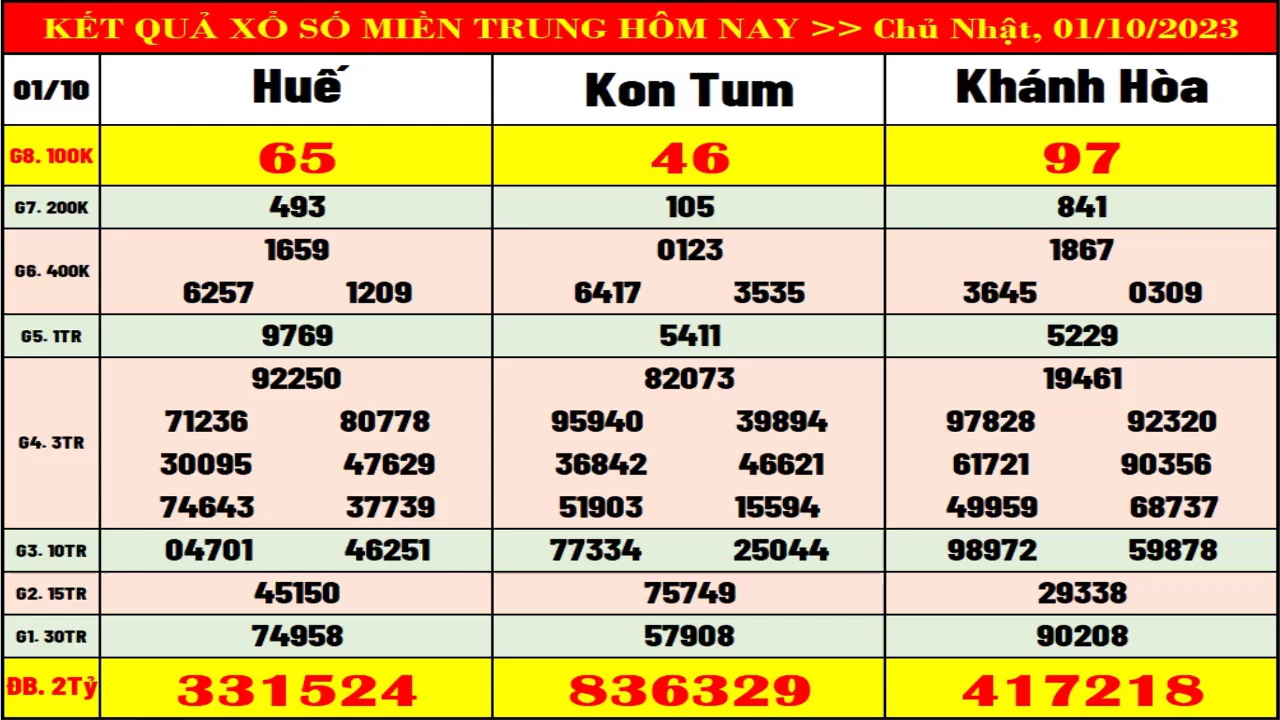 KẾT QUẢ XỔ SỐ MIỀN TRUNG HÔM NAY >> Chủ Nhật, 01/10/2023
01/10 Huế Kon Tum Khánh Hòa
G8. 100K 65 46 97
G7. 200K 493 105 841
1659 0123 1867
G6. 400K
6257 1209 6417 3535 3645 0309
G5. 1TR 9769 5411 5229
92250 82073 19461
71236 80778 95940 39894 97828 92320
G4. 3TR
30095 47629 36842 46621 61721 90356
74643 37739 51903 15594 49959 68737
G3. 10TR 04701 46251 77334 25044 98972 59878
G2. 15TR 45150 75749 29338
G1. 30TR 74958 57908 90208
ĐB. 2Tỷ 331524 836329 417218